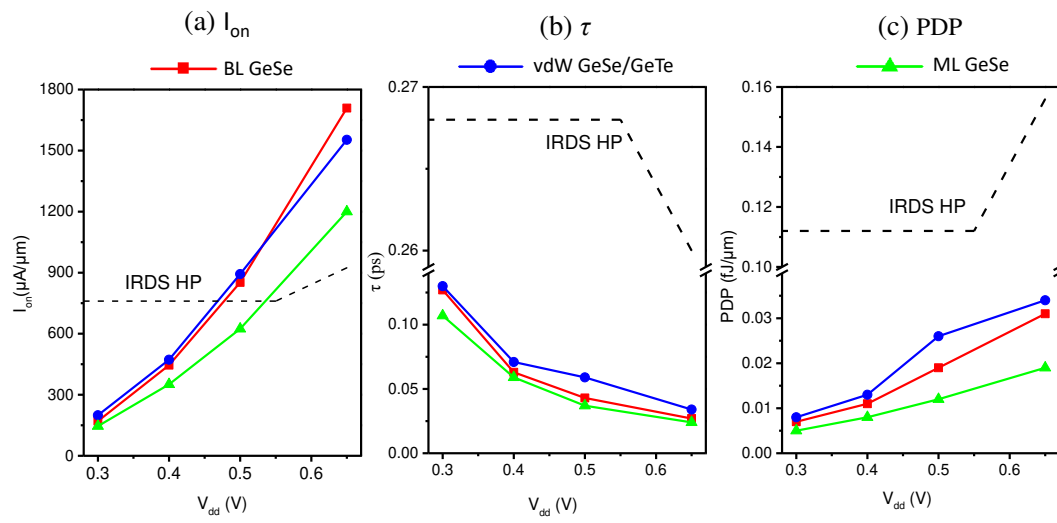 (a) Ion
(b) τ
(c) PDP
BL GeSe
vdW GeSe/GeTe
ML GeSe
1800
1500
1200
900
600
300
0
Ion(μA/μm)
IRDS HP
0.3
0.4
0.5
0.6
Vdd (V)
0.27
0.26
0.10
0.05
0.00
τ (ps)
IRDS HP
0.3
0.4
0.5
0.6
Vdd (V)
0.16
0.14
0.12
0.10
0.03
0.02
0.01
0.00
PDP (fJ/μm)
IRDS HP
0.3
0.4
0.5
0.6
Vdd (V)